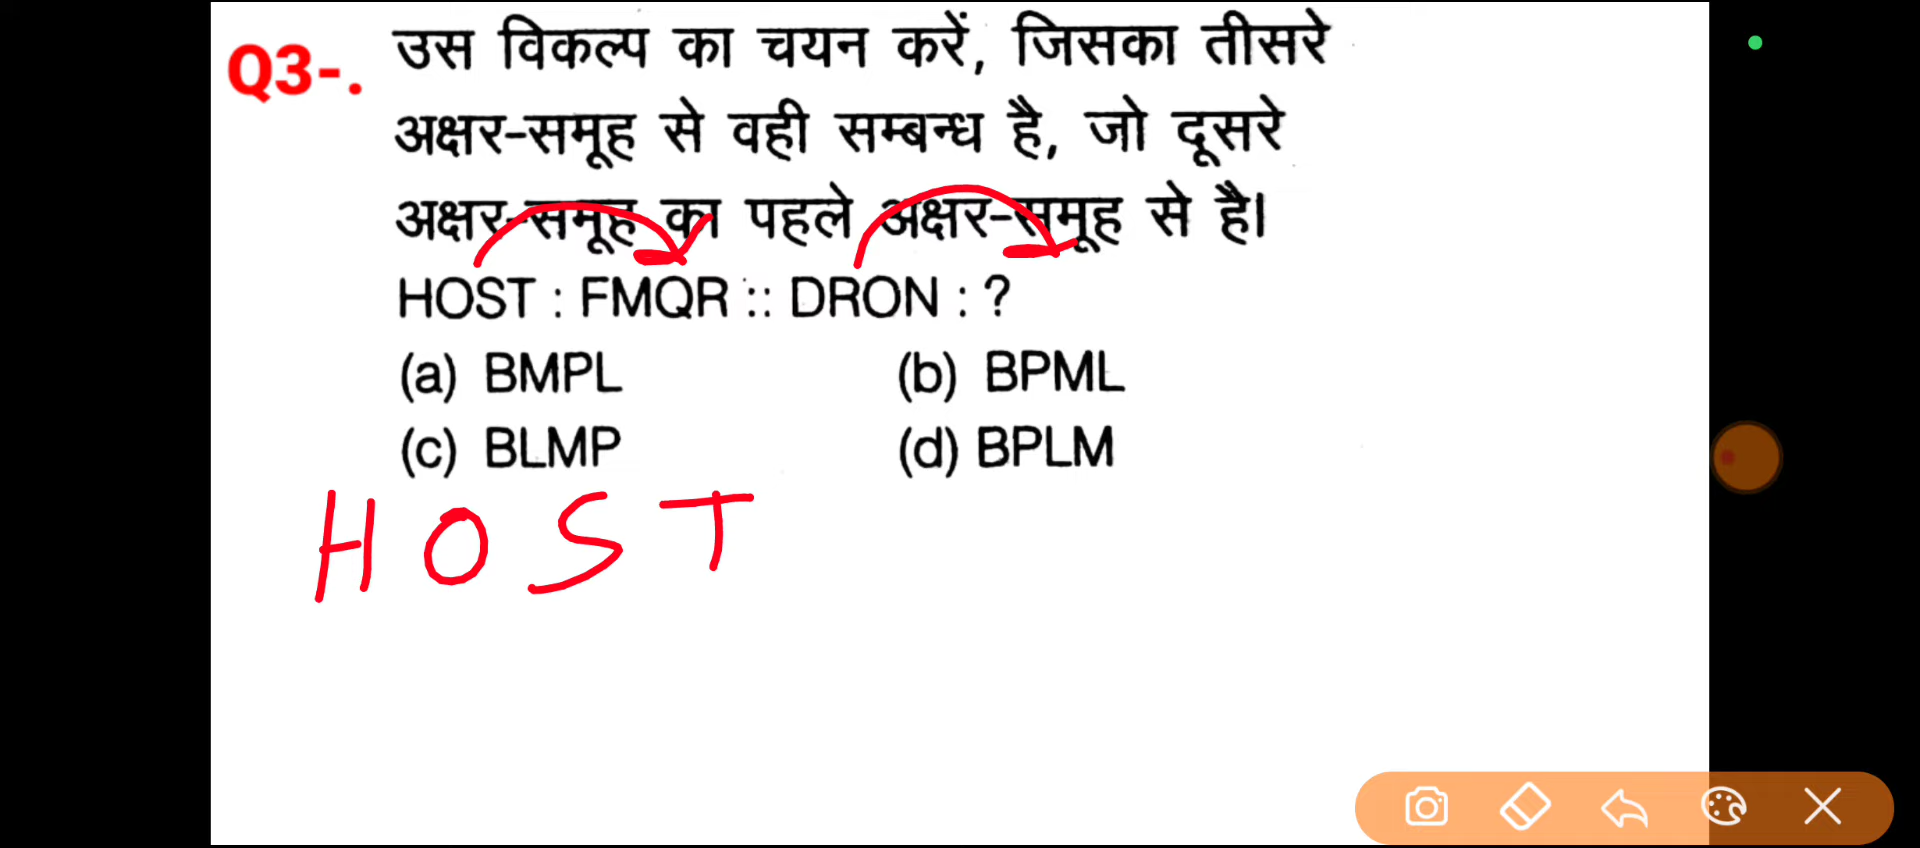 Q3-. उस विकल्प का चयन करें, जिसका तीसरे
अक्षर-समूह से वही सम्बन्ध है, जो दूसरे
अक्षर-समूह का पहले अक्षर-समूह से है।
HOST : FMQR :: DRON : ?
(a) BMPL (b) BPML
(c) BLMP (d) BPLM
HOST